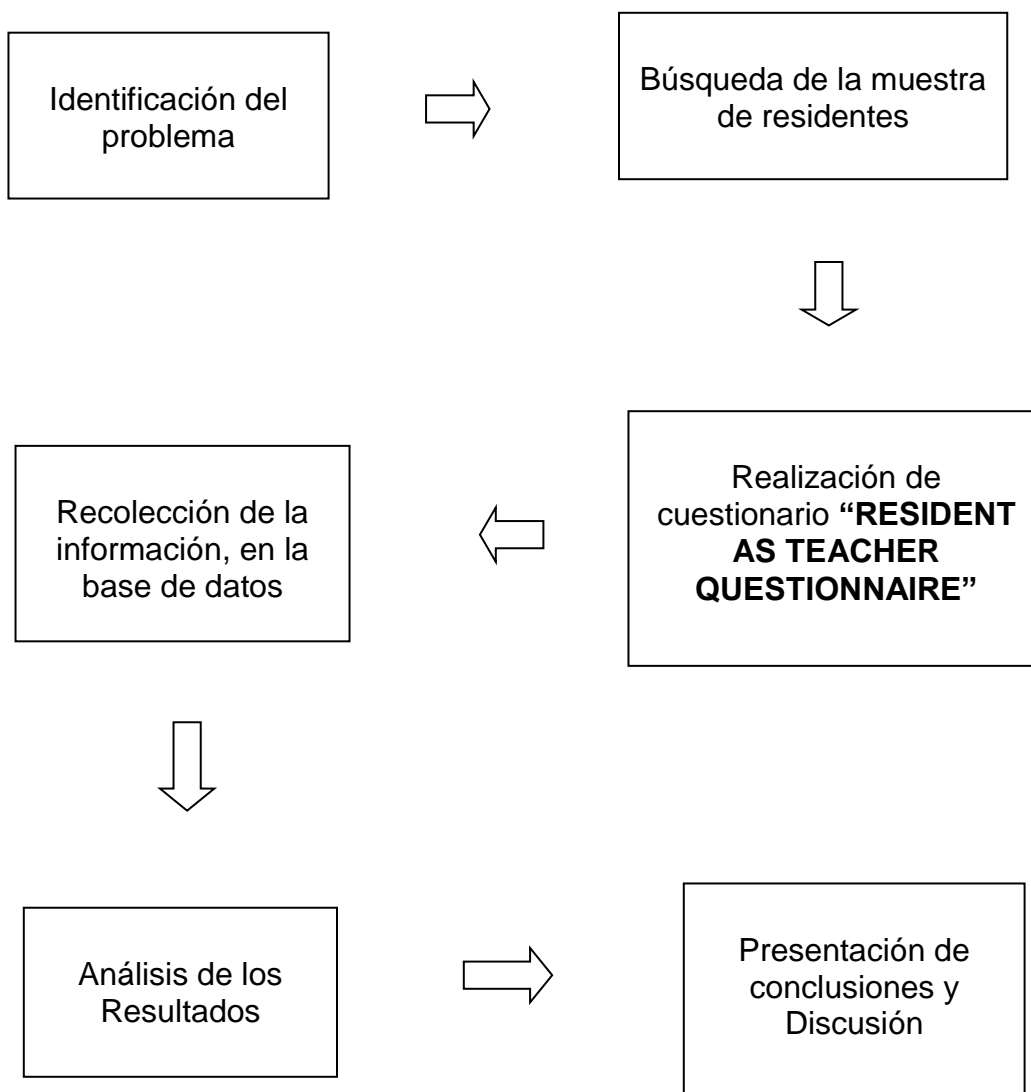 Identificación del
problema
Búsqueda de la muestra
de residentes
Realización de
cuestionario “RESIDENT
AS TEACHER
QUESTIONNAIRE”
Recolección de la
información, en la
base de datos
Análisis de los
Resultados
Presentación de
conclusiones y
Discusión